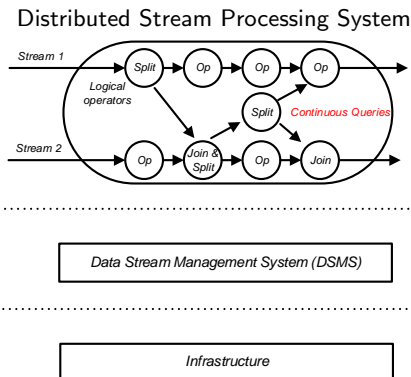 Distributed Stream Processing System
Stream 1
Split
Op
Op
Op
Logical
operators
Split
Continuous Queries
Stream 2
Op
Join &
Split
Op
Join
Data Stream Management System (DSMS)
Infrastructure